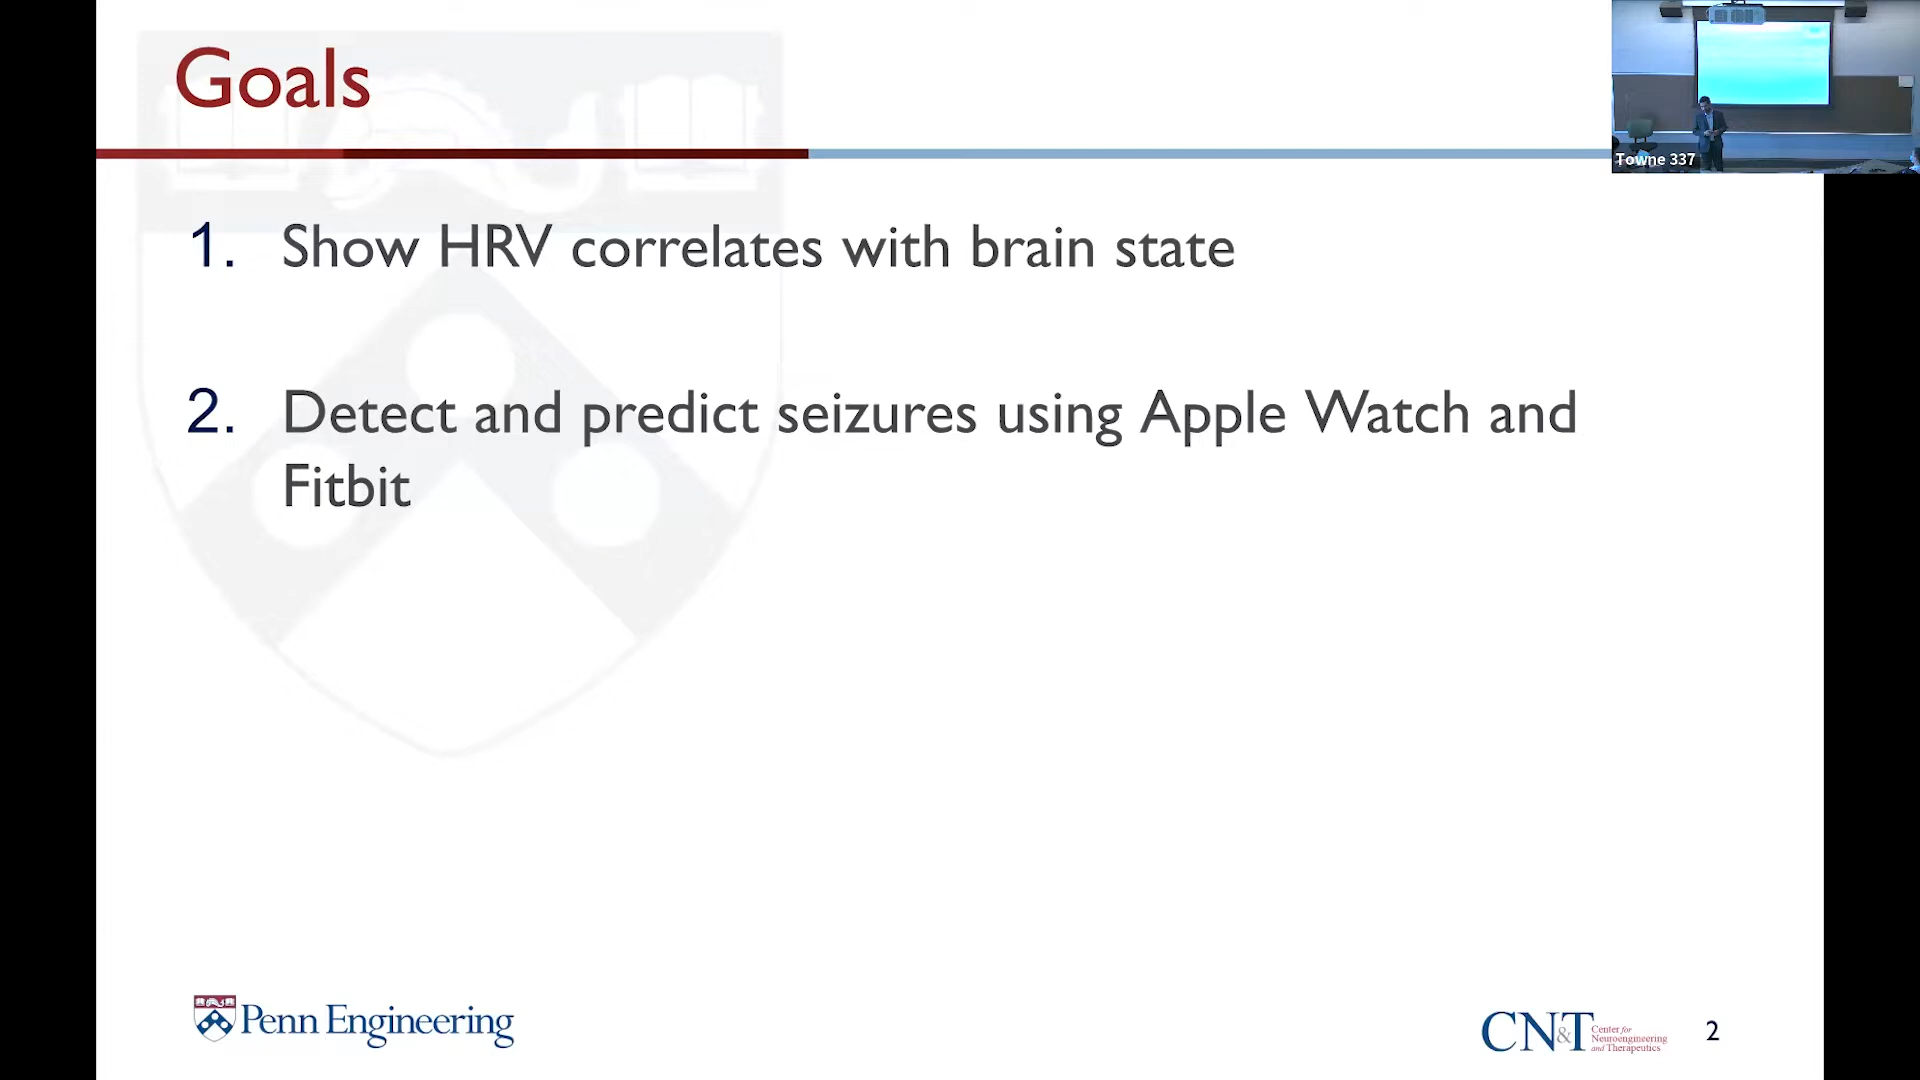 Goals
Towne 337
1. Show HRV correlates with brain state
2. Detect and predict seizures using Apple Watch and
Fitbit
Penn Engineering
CN&T Center for
Neuroengineering
and Therapeutics
2